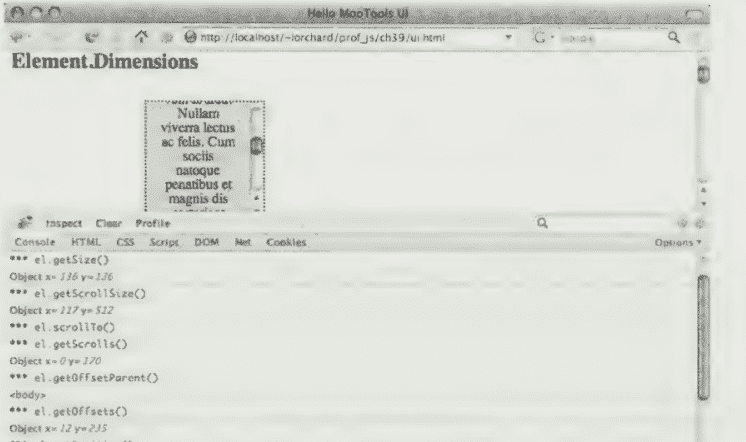 Hello MooTools UI
http://localhost/~lorchard/prof_js/ch39/ui.html
Element.Dimensions
Nullam
viverra lectus
ac felis. Cum
sociis
natoque
penatibus et
magnis dis
Inspect Clear Profile
Console HTML CSS Script DOM Net Cookies Options
*** el.getSize()
Object x=136 y=136
*** el.getScrollSize()
Object x=117 y=512
*** el.scrollTo()
*** el.getScrolls()
Object x=0 y=170
*** el.getOffsetParent()
<body>
*** el.getOffsets()
Object x=12 y=235